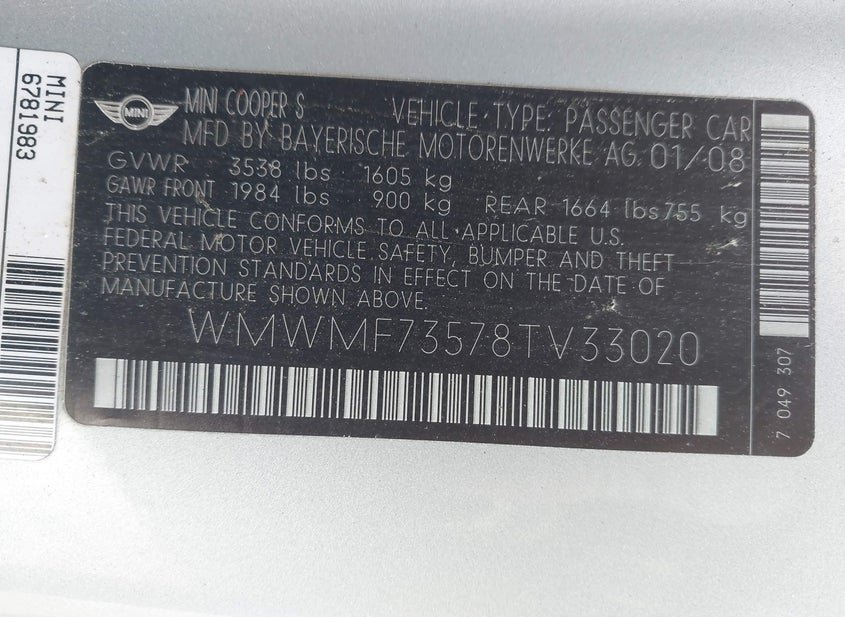 MINI
6781983
MINI
MINI COOPER S VEHICLE TYPE: PASSENGER CAR
MFD BY BAYERISCHE MOTORENWERKE AG 01/08
GVWR 3538 lbs 1605 kg
GAWR FRONT 1984 lbs 900 kg REAR 1664 lbs 755 kg
THIS VEHICLE CONFORMS TO ALL APPLICABLE U.S.
FEDERAL MOTOR VEHICLE SAFETY, BUMPER AND THEFT
PREVENTION STANDARDS IN EFFECT ON THE DATE OF
MANUFACTURE SHOWN ABOVE.
WMWMF73578TV33020
7 049 307